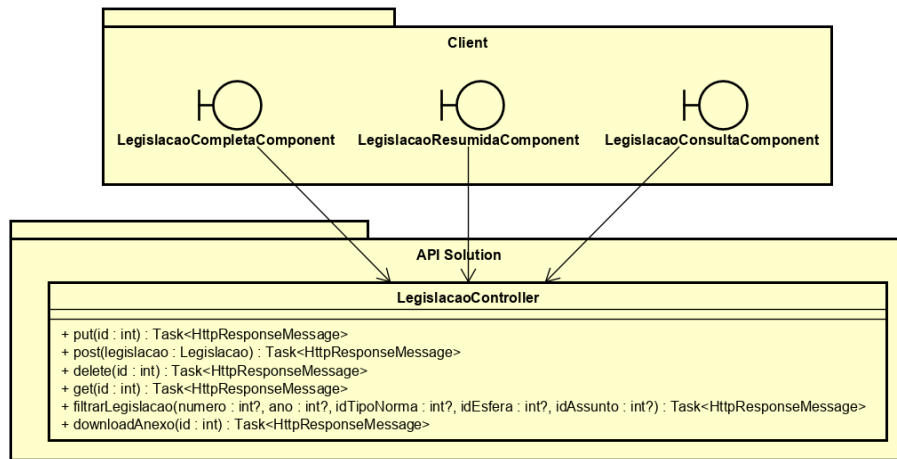 Client
LegislacaoCompletaComponent
LegislacaoResumidaComponent
LegislacaoConsultaComponent
API Solution
LegislacaoController
+ put(id : int) : Task<HttpResponseMessage>
+ post(legislacao : Legislacao) : Task<HttpResponseMessage>
+ delete(id : int) : Task<HttpResponseMessage>
+ get(id : int) : Task<HttpResponseMessage>
+ filtrarLegislacao(numero : int?, ano : int?, idTipoNorma : int?, idEsfera : int?, idAssunto : int?) : Task<HttpResponseMessage>
+ downloadAnexo(id : int) : Task<HttpResponseMessage>